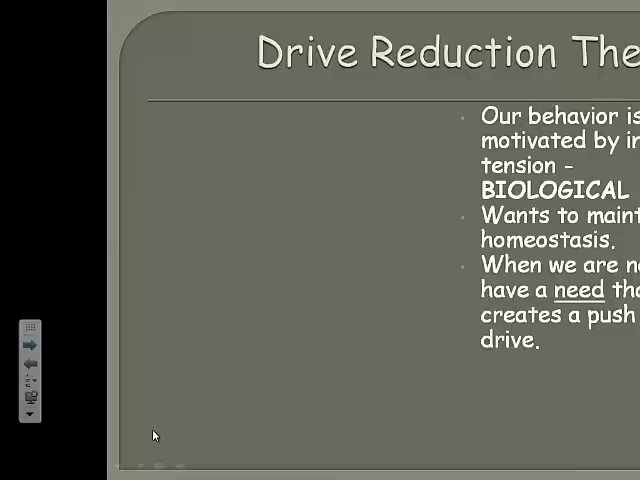 Drive Reduction The
Our behavior is
motivated by in
tension -
BIOLOGICAL
Wants to maint
homeostasis.
When we are no
have a need tha
creates a push
drive.